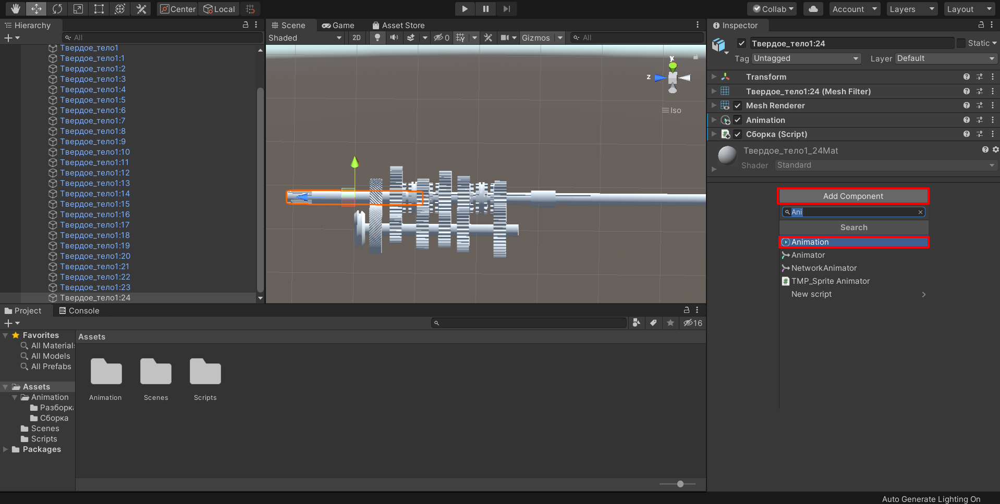 Center
Local
Collab
Account
Layers
Layout
Hierarchy
All
Твердое_тело1
Твердое_тело1:1
Твердое_тело1:2
Твердое_тело1:3
Твердое_тело1:4
Твердое_тело1:5
Твердое_тело1:6
Твердое_тело1:7
Твердое_тело1:8
Твердое_тело1:9
Твердое_тело1:10
Твердое_тело1:11
Твердое_тело1:12
Твердое_тело1:13
Твердое_тело1:14
Твердое_тело1:15
Твердое_тело1:16
Твердое_тело1:17
Твердое_тело1:18
Твердое_тело1:19
Твердое_тело1:20
Твердое_тело1:21
Твердое_тело1:22
Твердое_тело1:23
Твердое_тело1:24
Scene
Game
Asset Store
Shaded
2D
0
Gizmos
All
y
z
Iso
Inspector
Твердое_тело1:24
Static
Tag Untagged
Layer Default
Transform
Твердое_тело1:24 (Mesh Filter)
Mesh Renderer
Animation
Сборка (Script)
Твердое_тело1_24Mat
Shader Standard
Add Component
Ani
Search
Animation
Animator
NetworkAnimator
TMP_Sprite Animator
New script
Project
Console
16
Favorites
All Materials
All Models
All Prefabs
Assets
Animation
Разборка
Сборка
Scenes
Scripts
Packages
Assets
Animation
Scenes
Scripts
Auto Generate Lighting On